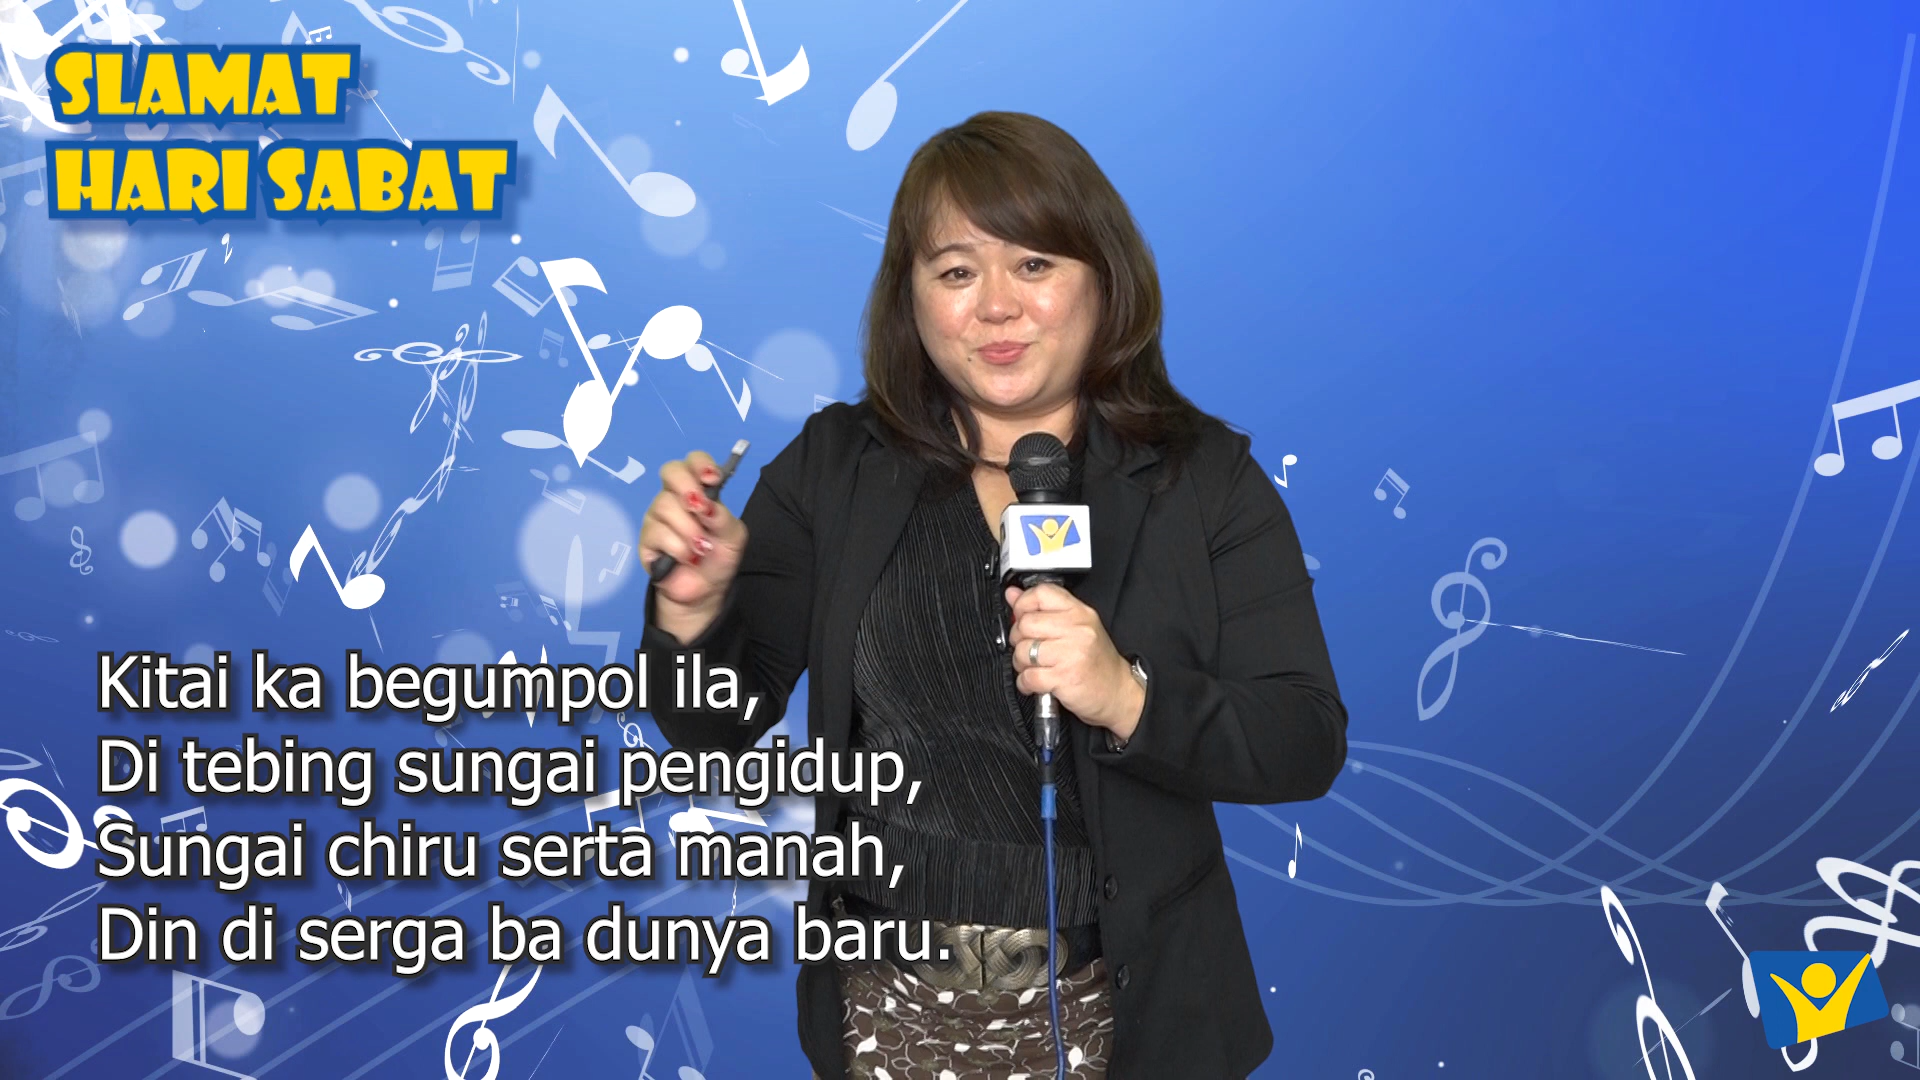 SLAMAT
HARI SABAT
Kitai ka begumpol ila,
Di tebing sungai pengidup,
Sungai chiru serta manah,
Din di serga ba dunya baru.